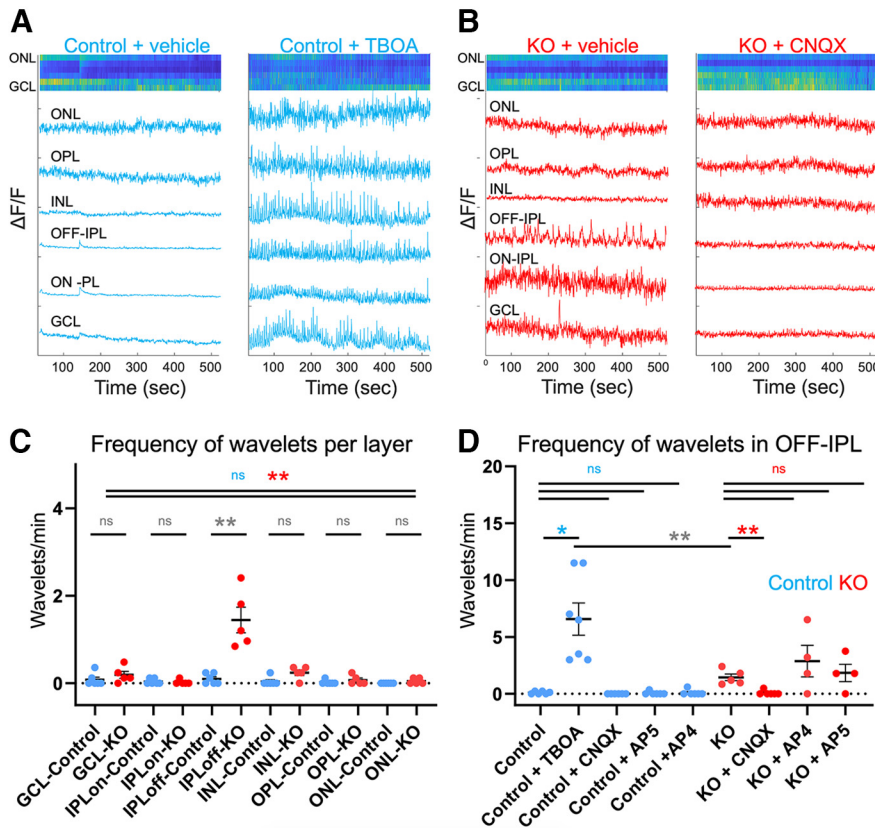 A
Control + vehicle
Control + TBOA
ONL
GCL
ONL
OPL
INL
OFF-IPL
ON -PL
GCL
ΔF/F
100 200 300 400 500
100 200 300 400 500
Time (sec)
Time (sec)
B
KO + vehicle
KO + CNQX
ONL
GCL
ONL
OPL
INL
OFF-IPL
ON-IPL
GCL
ΔF/F
0 100 200 300 400 500
100 200 300 400 500
Time (sec)
Time (sec)
C
Frequency of wavelets per layer
ns **
ns ns ** ns ns ns
Wavelets/min
4
2
0
GCL-Control
GCL-KO
IPLon-Control
IPLon-KO
IPLoff-Control
IPLoff-KO
INL-Control
INL-KO
OPL-Control
OPL-KO
ONL-Control
ONL-KO
D
Frequency of wavelets in OFF-IPL
ns ns
* ** **
Control KO
Wavelets/min
20
15
10
5
0
Control
Control + TBOA
Control + CNQX
Control + AP5
Control +AP4
KO
KO + CNQX
KO + AP4
KO + AP5